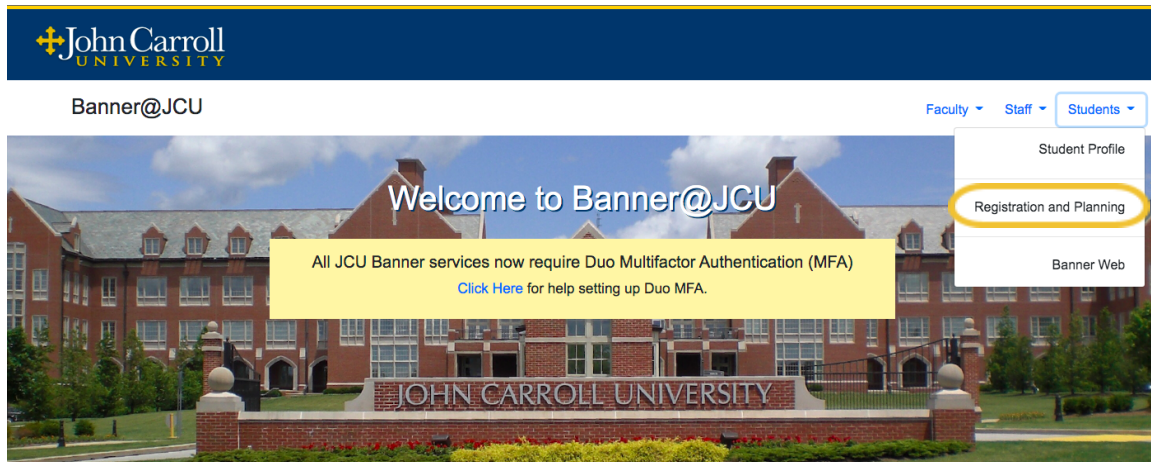 John Carroll
UNIVERSITY
Banner@JCU
Faculty Staff Students
Student Profile
Registration and Planning
Banner Web
Welcome to Banner@JCU
All JCU Banner services now require Duo Multifactor Authentication (MFA)
Click Here for help setting up Duo MFA.
JOHN CARROLL UNIVERSITY